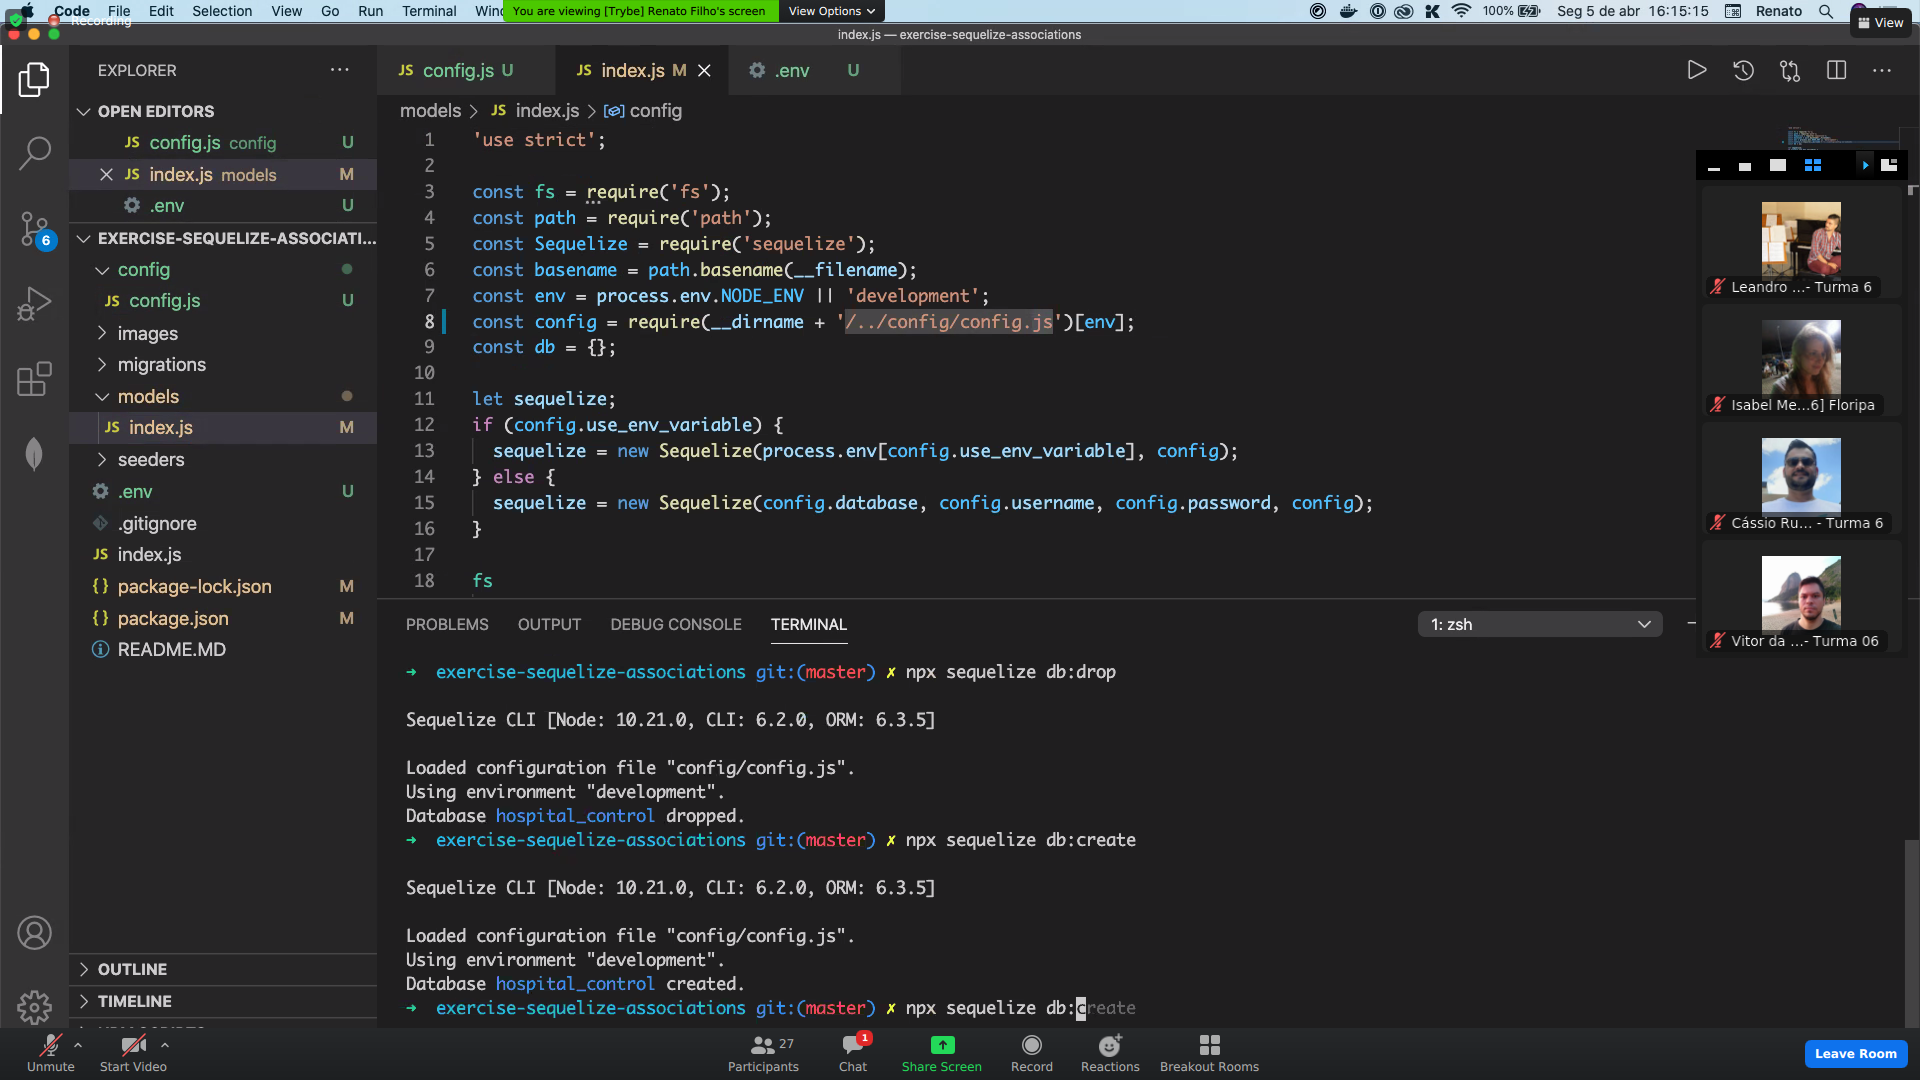 Code File Edit Selection View Go Run Terminal Wind
You are viewing [Trybe] Renato Filho's screen
View Options
100%
Seg 5 de abr 16:15:15
Renato
Recording
View
index.js — exercise-sequelize-associations
EXPLORER
OPEN EDITORS
config.js config U
index.js models M
.env U
EXERCISE-SEQUELIZE-ASSOCIATI...
config
config.js U
images
migrations
models
index.js M
seeders
.env U
.gitignore
index.js
package-lock.json M
package.json M
README.MD
OUTLINE
TIMELINE
6
config.js U
index.js M
.env U
models > JS index.js > config
1 'use strict';
2
3 const fs = require('fs');
4 const path = require('path');
5 const Sequelize = require('sequelize');
6 const basename = path.basename(__filename);
7 const env = process.env.NODE_ENV || 'development';
8 const config = require(__dirname + '/../config/config.js')[env];
9 const db = {};
10
11 let sequelize;
12 if (config.use_env_variable) {
13 sequelize = new Sequelize(process.env[config.use_env_variable], config);
14 } else {
15 sequelize = new Sequelize(config.database, config.username, config.password, config);
16 }
17
18 fs
PROBLEMS OUTPUT DEBUG CONSOLE TERMINAL
1: zsh
→ exercise-sequelize-associations git:(master) ✗ npx sequelize db:drop
Sequelize CLI [Node: 10.21.0, CLI: 6.2.0, ORM: 6.3.5]
Loaded configuration file "config/config.js".
Using environment "development".
Database hospital_control dropped.
→ exercise-sequelize-associations git:(master) ✗ npx sequelize db:create
Sequelize CLI [Node: 10.21.0, CLI: 6.2.0, ORM: 6.3.5]
Loaded configuration file "config/config.js".
Using environment "development".
Database hospital_control created.
→ exercise-sequelize-associations git:(master) ✗ npx sequelize db:create
Leandro ...- Turma 6
Isabel Me...6] Floripa
Cássio Ru... - Turma 6
Vitor da ...- Turma 06
Unmute
Start Video
Participants 27
Chat 1
Share Screen
Record
Reactions
Breakout Rooms
Leave Room